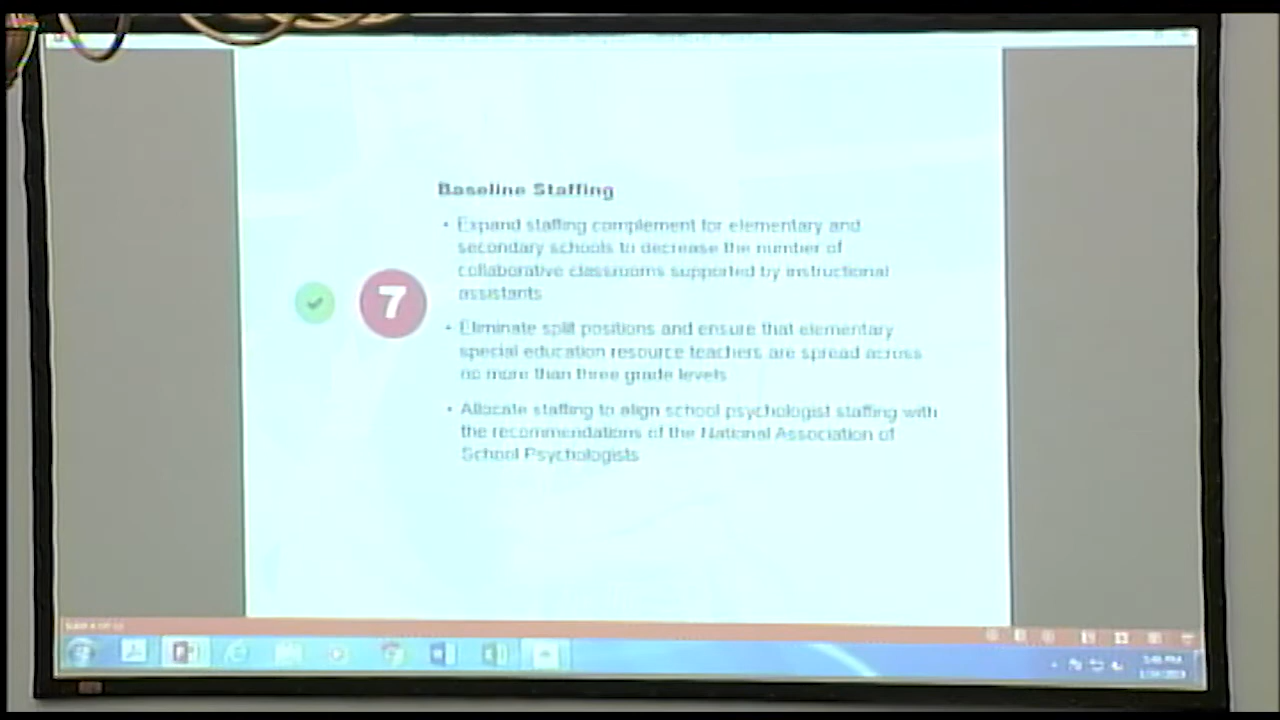 Baseline Staffing
• Expand staffing complement for elementary and
secondary schools to decrease the number of
collaborative classrooms supported by instructional
assistants
7
• Eliminate split positions and ensure that elementary
special education resource teachers are spread across
no more than three grade levels
• Allocate staffing to align school psychologist staffing with
the recommendations of the National Association of
School Psychologists